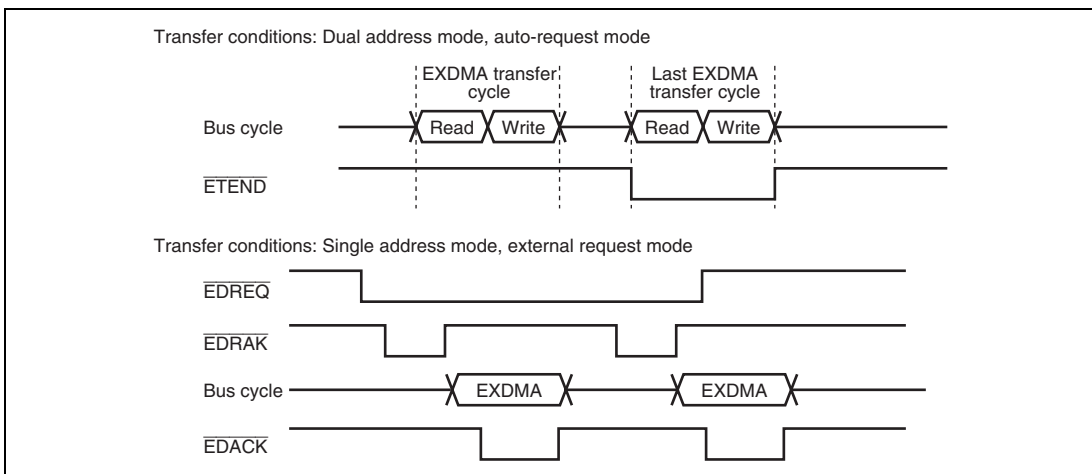 Transfer conditions: Dual address mode, auto-request mode
EXDMA transfer
cycle
Last EXDMA
transfer cycle
Bus cycle
Read
Write
Read
Write
ETEND
Transfer conditions: Single address mode, external request mode
EDREQ
EDRAK
Bus cycle
EXDMA
EXDMA
EDACK